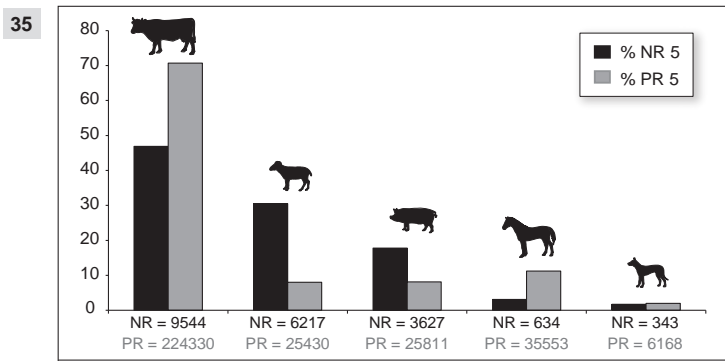 35
80
70
60
50
40
30
20
10
0
% NR 5
% PR 5
NR = 9544 NR = 6217 NR = 3627 NR = 634 NR = 343
PR = 224330 PR = 25430 PR = 25811 PR = 35553 PR = 6168